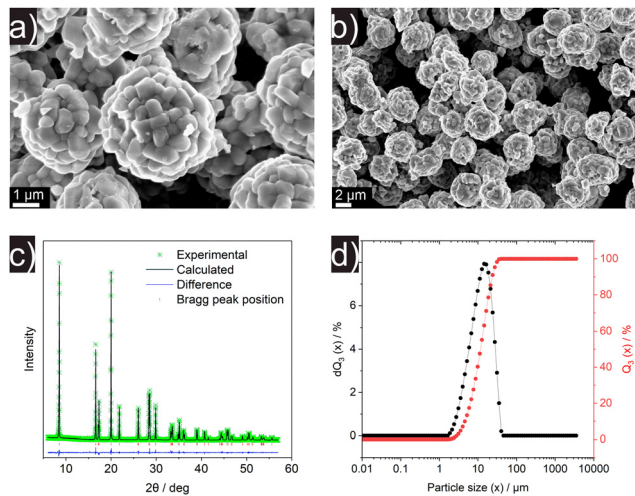 a)
1 µm
b)
2 µm
c)
Experimental
Calculated
Difference
Bragg peak position
Intensity
10
20
30
40
50
60
2θ / deg
d)
8
6
4
2
0
dQ3 (x) / %
100
80
60
40
20
0
Q3 (x) / %
0.01
0.1
1
10
100
1000
10000
Particle size (x) / µm